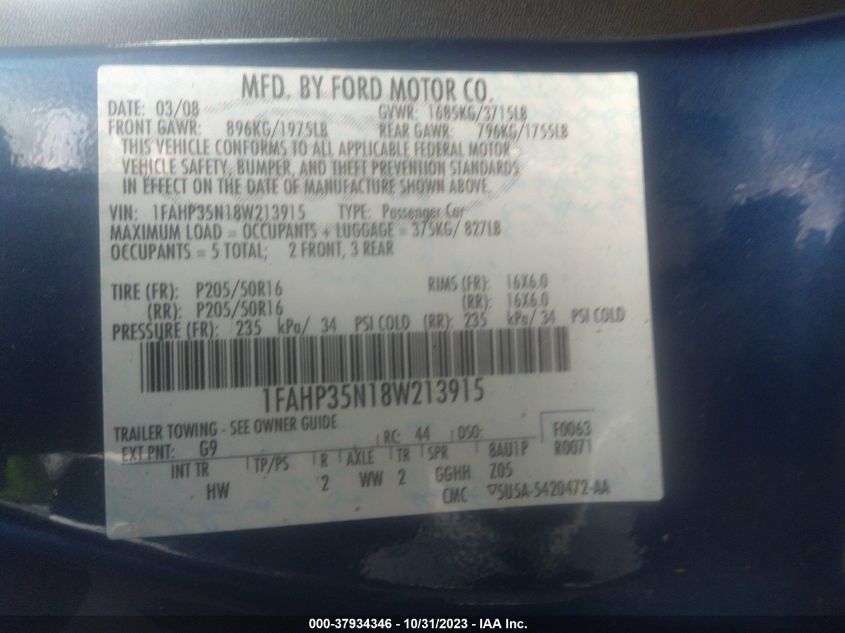 MFD. BY FORD MOTOR CO.
DATE: 03/08 GVWR: 1685KG/3715LB
FRONT GAWR: 896KG/1975LB REAR GAWR: 796KG/1755LB
THIS VEHICLE CONFORMS TO ALL APPLICABLE FEDERAL MOTOR
VEHICLE SAFETY, BUMPER, AND THEFT PREVENTION STANDARDS
IN EFFECT ON THE DATE OF MANUFACTURE SHOWN ABOVE.
VIN: 1FAHP35N18W213915 TYPE: Passenger Car
MAXIMUM LOAD = OCCUPANTS + LUGGAGE = 375KG/ 827LB
OCCUPANTS = 5 TOTAL; 2 FRONT, 3 REAR
TIRE (FR): P205/50R16 RIMS (FR): 16X6.0
(RR): P205/50R16 (RR): 16X6.0
PRESSURE (FR): 235 kPa/ 34 PSI COLD (RR): 235 kPa/ 34 PSI COLD
1FAHP35N18W213915
TRAILER TOWING - SEE OWNER GUIDE
EXT PNT: G9 RC: 44 DSO: F0063
R0071
INT TR TP/PS R AXLE TR SPR 8AU1P
HW 2 WW 2 GGHH Z05
CMC 5U5A-5420472-AA
000-37934346 - 10/31/2023 - IAA Inc.